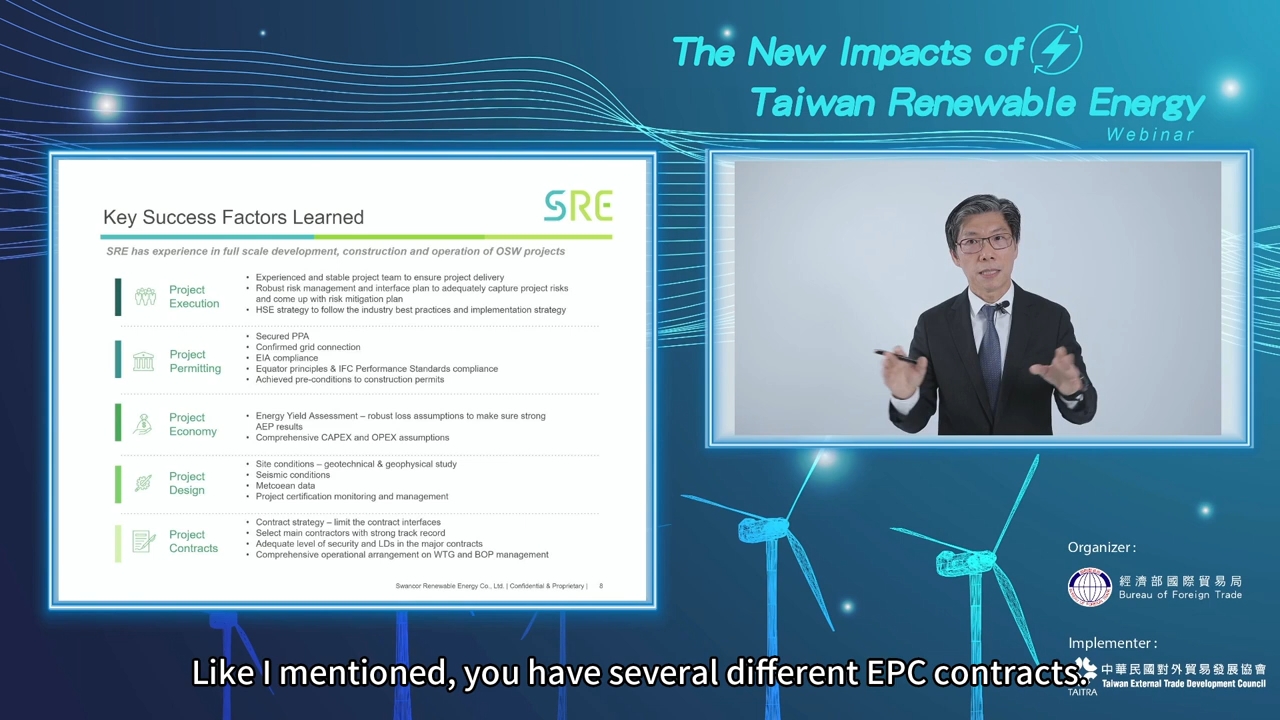 The New Impacts of
Taiwan Renewable Energy
Webinar
SRE
Key Success Factors Learned
SRE has experience in full scale development, construction and operation of OSW projects
Project
Execution
• Experienced and stable project team to ensure project delivery
• Robust risk management and interface plan to adequately capture project risks
and come up with risk mitigation plan
• HSE strategy to follow the industry best practices and implementation strategy
Project
Permitting
• Secured PPA
• Confirmed grid connection
• EIA compliance
• Equator principles & IFC Performance Standards compliance
• Achieved pre-conditions to construction permits
Project
Economy
• Energy Yield Assessment – robust loss assumptions to make sure strong
AEP results
• Comprehensive CAPEX and OPEX assumptions
Project
Design
• Site conditions – geotechnical & geophysical study
• Seismic conditions
• Metcoean data
• Project certification monitoring and management
Project
Contracts
• Contract strategy – limit the contract interfaces
• Select main contractors with strong track record
• Adequate level of security and LDs in the major contracts
• Comprehensive operational arrangement on WTG and BOP management
Swancor Renewable Energy Co., Ltd. | Confidential & Proprietary | 8
Organizer :
經濟部國際貿易局
Bureau of Foreign Trade
Implementer :
中華民國對外貿易發展協會
Taiwan External Trade Development Council
TAITRA
Like I mentioned, you have several different EPC contracts.